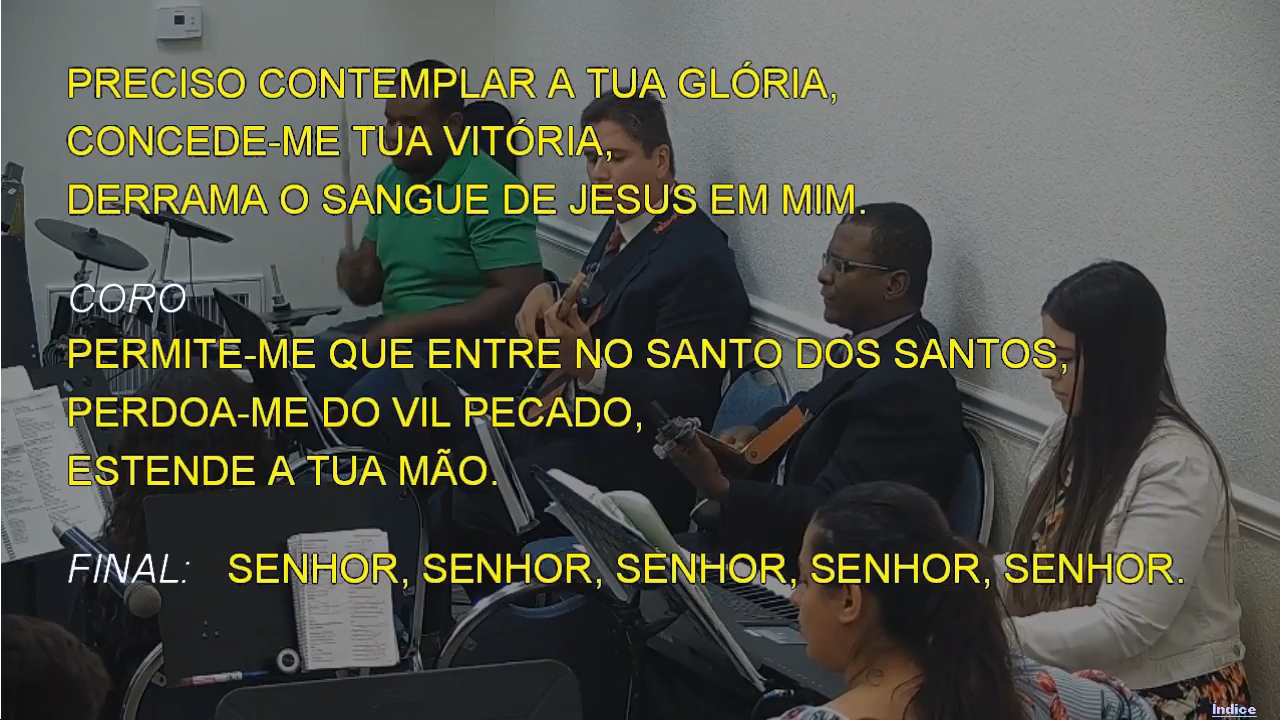 PRECISO CONTEMPLAR A TUA GLÓRIA,
CONCEDE-ME TUA VITÓRIA,
DERRAMA O SANGUE DE JESUS EM MIM.
CORO
PERMITE-ME QUE ENTRE NO SANTO DOS SANTOS,
PERDOA-ME DO VIL PECADO,
ESTENDE A TUA MÃO.
FINAL: SENHOR, SENHOR, SENHOR, SENHOR, SENHOR.
Índice